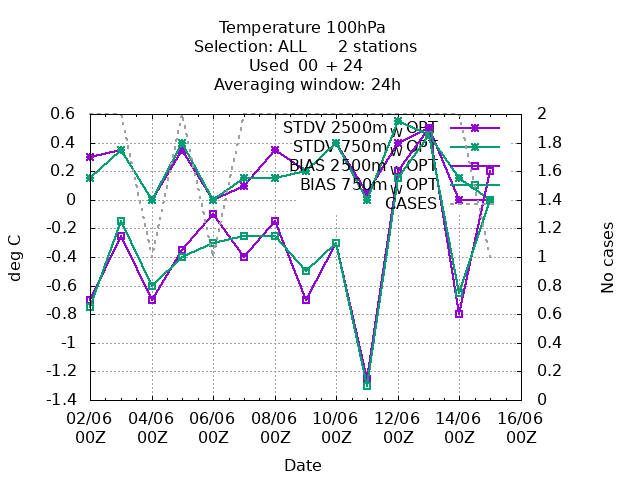 Temperature 100hPa
Selection: ALL 2 stations
Used 00 + 24
Averaging window: 24h
STDV 2500m_w_OPT
STDV 750m_w_OPT
BIAS 2500m_w_OPT
BIAS 750m_w_OPT
CASES
0.6
0.4
0.2
0
-0.2
-0.4
-0.6
-0.8
-1
-1.2
-1.4
2
1.8
1.6
1.4
1.2
1
0.8
0.6
0.4
0.2
0
deg C
No cases
02/06 04/06 06/06 08/06 10/06 12/06 14/06 16/06
00Z 00Z 00Z 00Z 00Z 00Z 00Z 00Z
Date